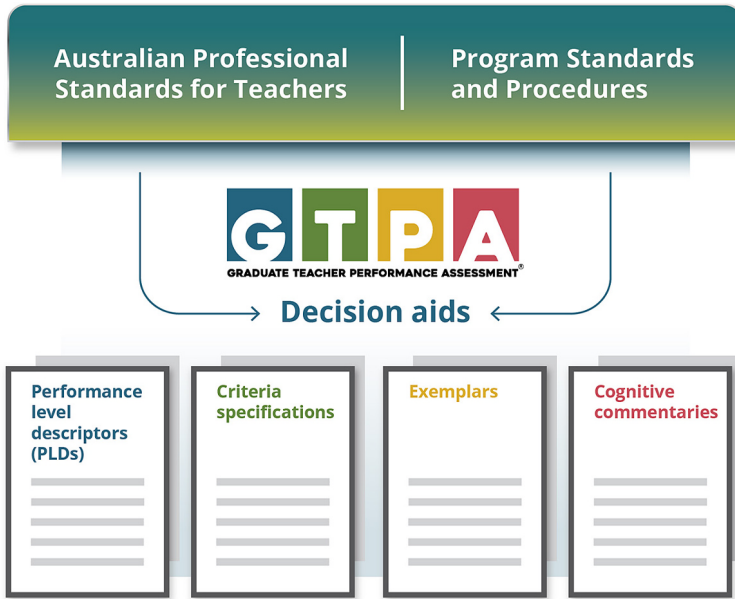 Australian Professional
Standards for Teachers
Program Standards
and Procedures
GTPA
GRADUATE TEACHER PERFORMANCE ASSESSMENT®
Decision aids
Performance
level
descriptors
(PLDs)
Criteria
specifications
Exemplars
Cognitive
commentaries